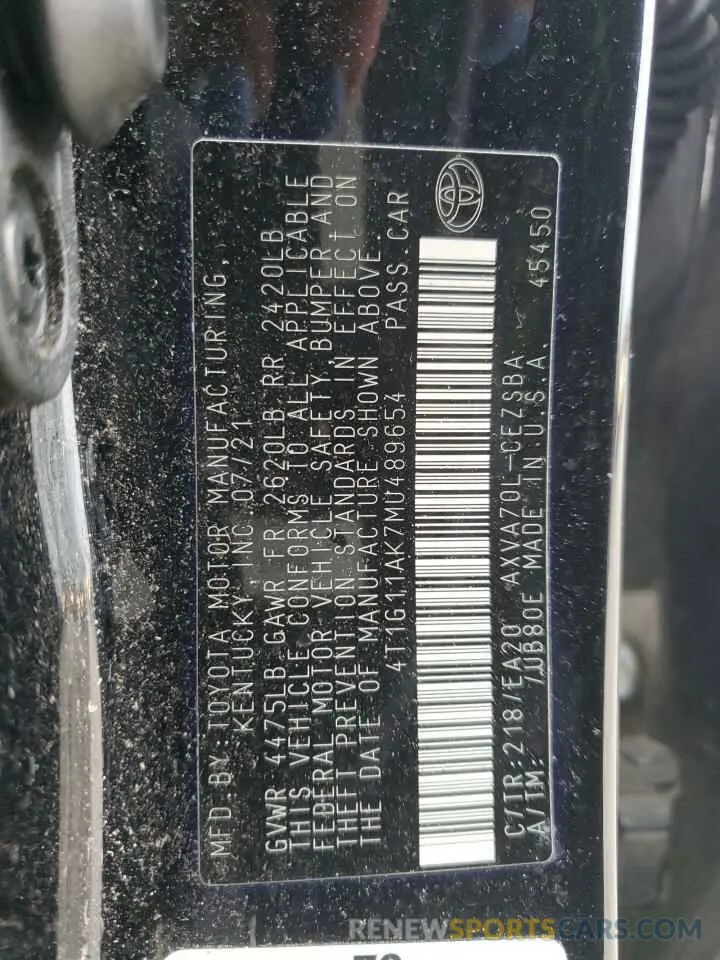 MFD. BY: TOYOTA MOTOR MANUFACTURING,
KENTUCKY, INC. 07/21
GVWR 4475LB GAWR FR 2620LB RR 2420LB
THIS VEHICLE CONFORMS TO ALL APPLICABLE
FEDERAL MOTOR VEHICLE SAFETY, BUMPER AND
THEFT PREVENTION STANDARDS IN EFFECT ON
THE DATE OF MANUFACTURE SHOWN ABOVE
4T1G11AK7MU489654 PASS. CAR
C/TR: 218/EA20 AXVA70L-CEZSBA
A/TM: /UB80E MADE IN U.S.A. 45450
RENEWSPORTSCARS.COM